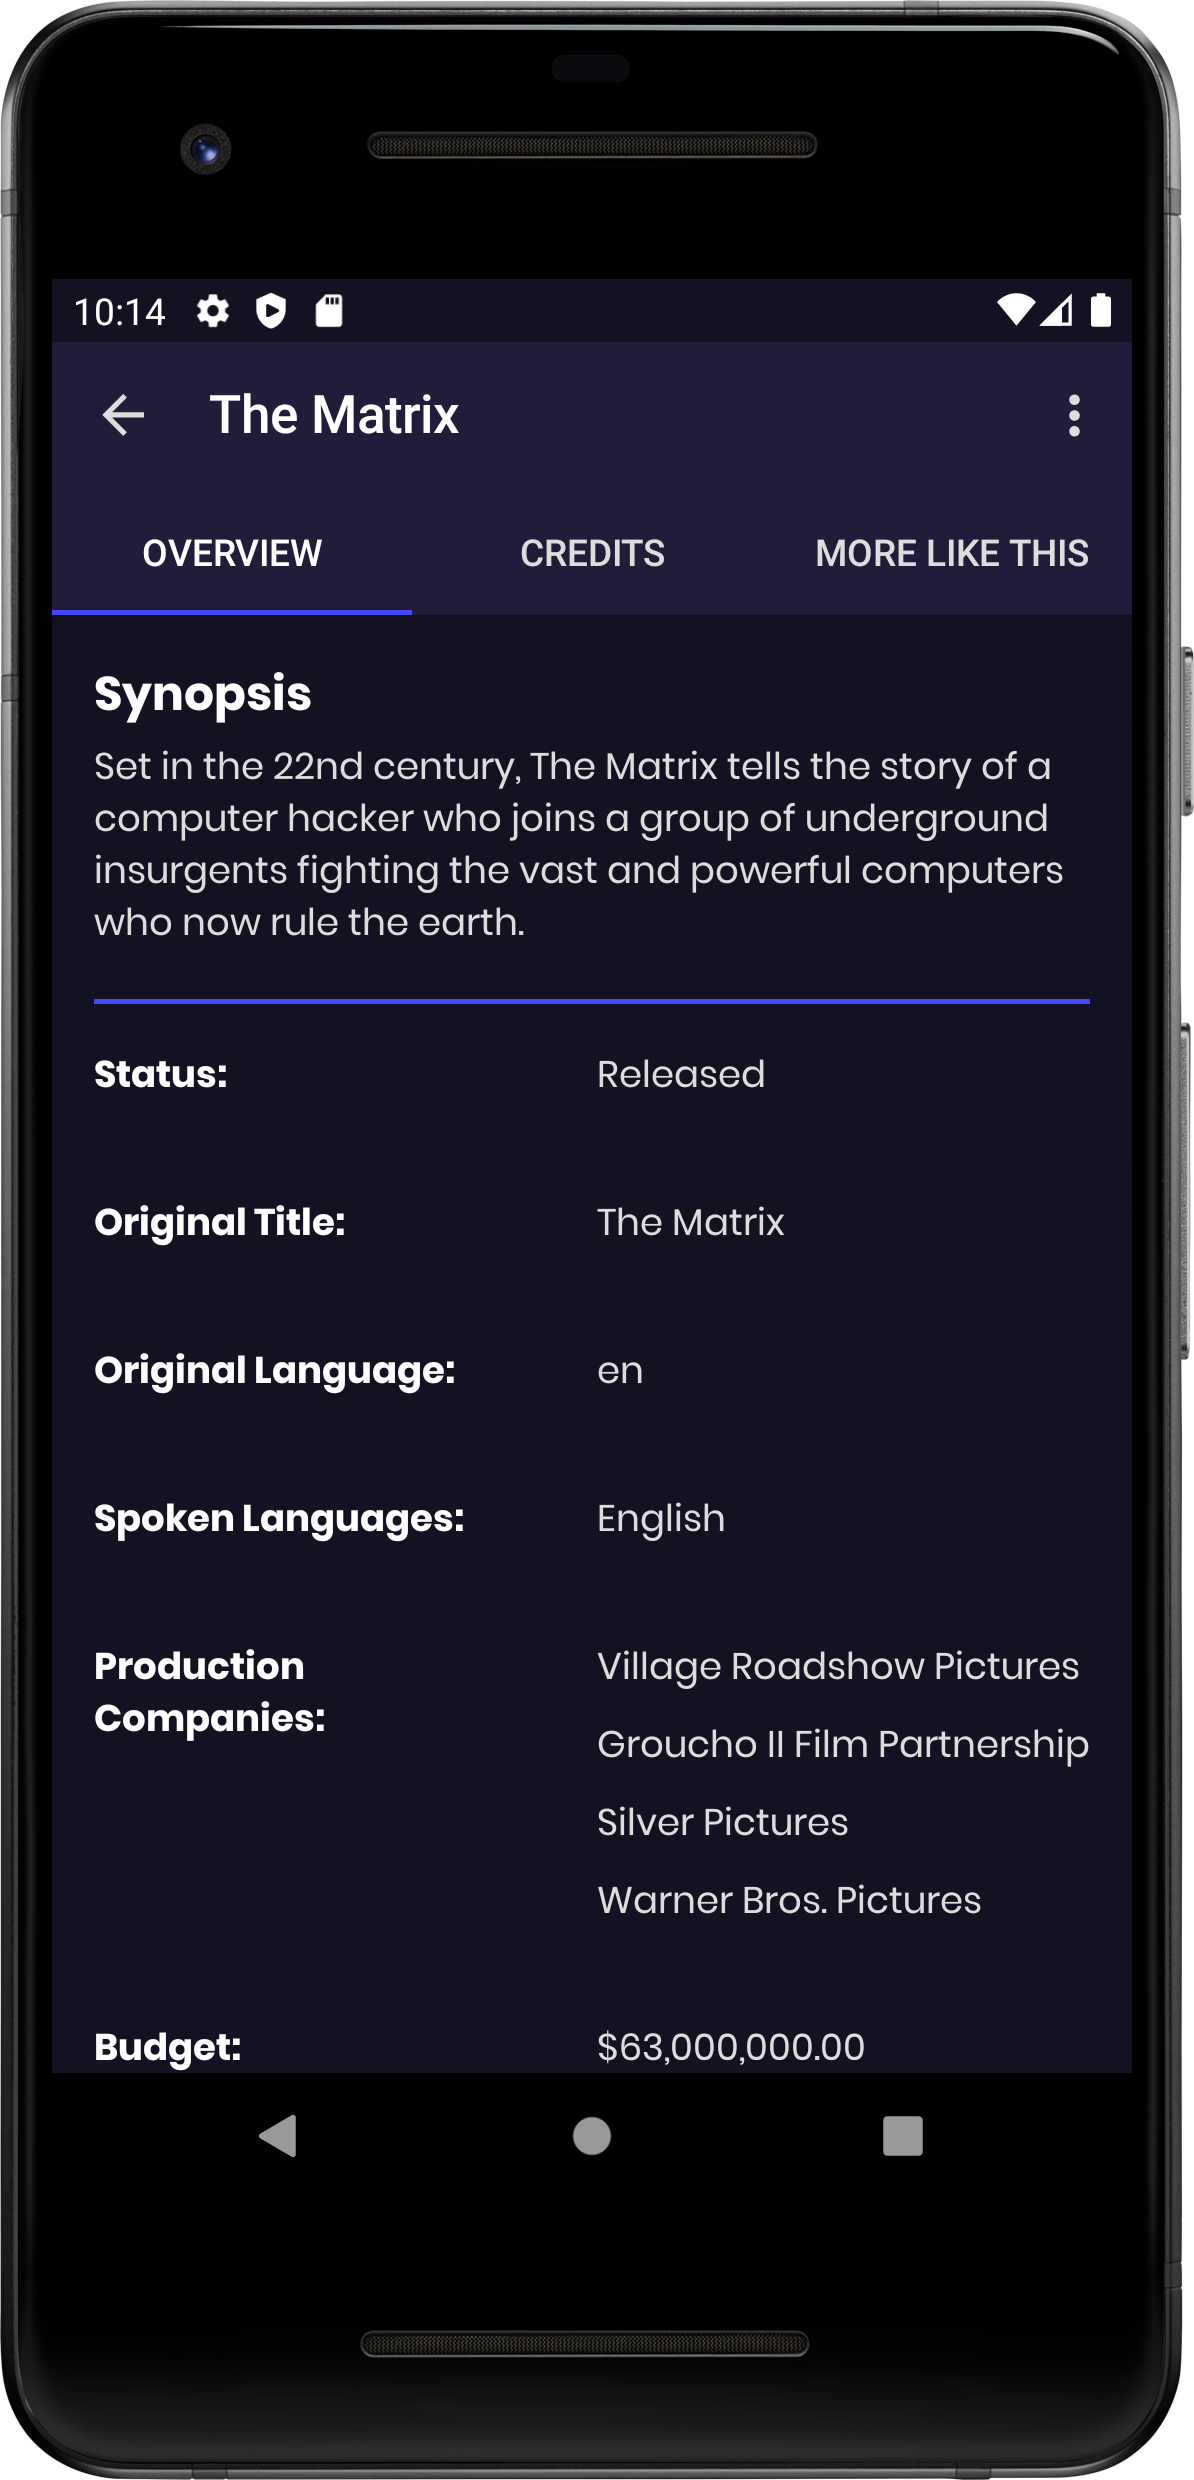 10:14
The Matrix
OVERVIEW CREDITS MORE LIKE THIS
Synopsis
Set in the 22nd century, The Matrix tells the story of a
computer hacker who joins a group of underground
insurgents fighting the vast and powerful computers
who now rule the earth.
Status: Released
Original Title: The Matrix
Original Language: en
Spoken Languages: English
Production Village Roadshow Pictures
Companies:
Groucho II Film Partnership
Silver Pictures
Warner Bros. Pictures
Budget: $63,000,000.00